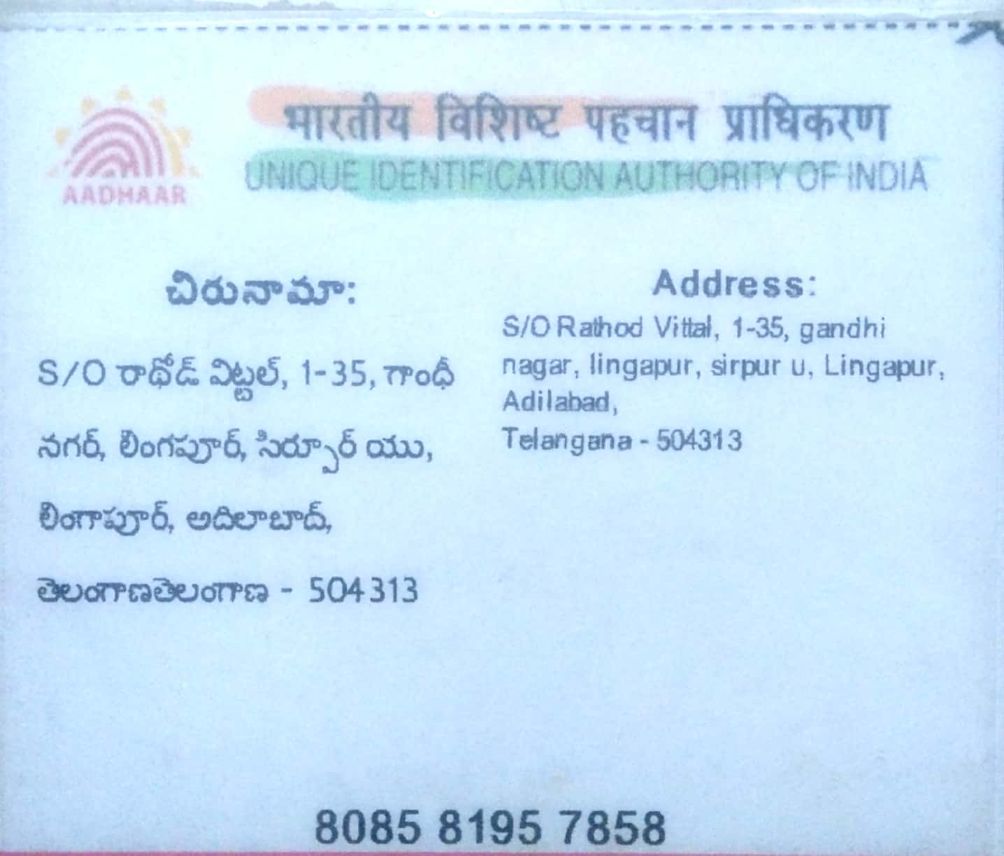 भारतीय विशिष्ट पहचान प्राधिकरण
UNIQUE IDENTIFICATION AUTHORITY OF INDIA
AADHAAR
చిరునామా:
S/O రాథోడ్ విట్టల్, 1-35, గాంధీ
నగర్, లింగపూర్, సిర్పూర్ యు,
లింగాపూర్, అదిలాబాద్,
తెలంగాణతెలంగాణ - 504313
Address:
S/O Rathod Vittal, 1-35, gandhi
nagar, lingapur, sirpur u, Lingapur,
Adilabad,
Telangana - 504313
8085 8195 7858